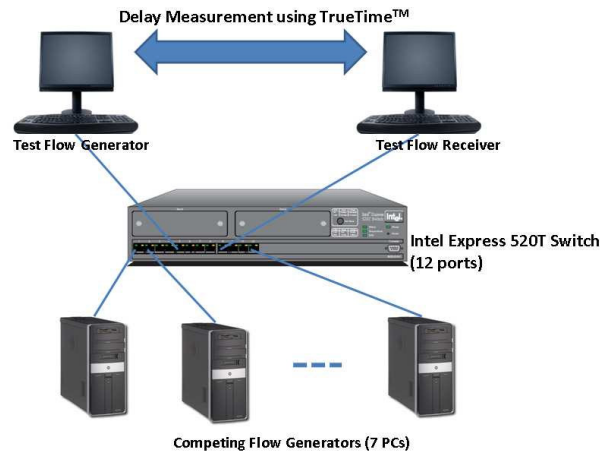 Delay Measurement using TrueTime™
Test Flow Generator
Test Flow Receiver
intel
Intel Express 520T Switch
(12 ports)
Competing Flow Generators (7 PCs)